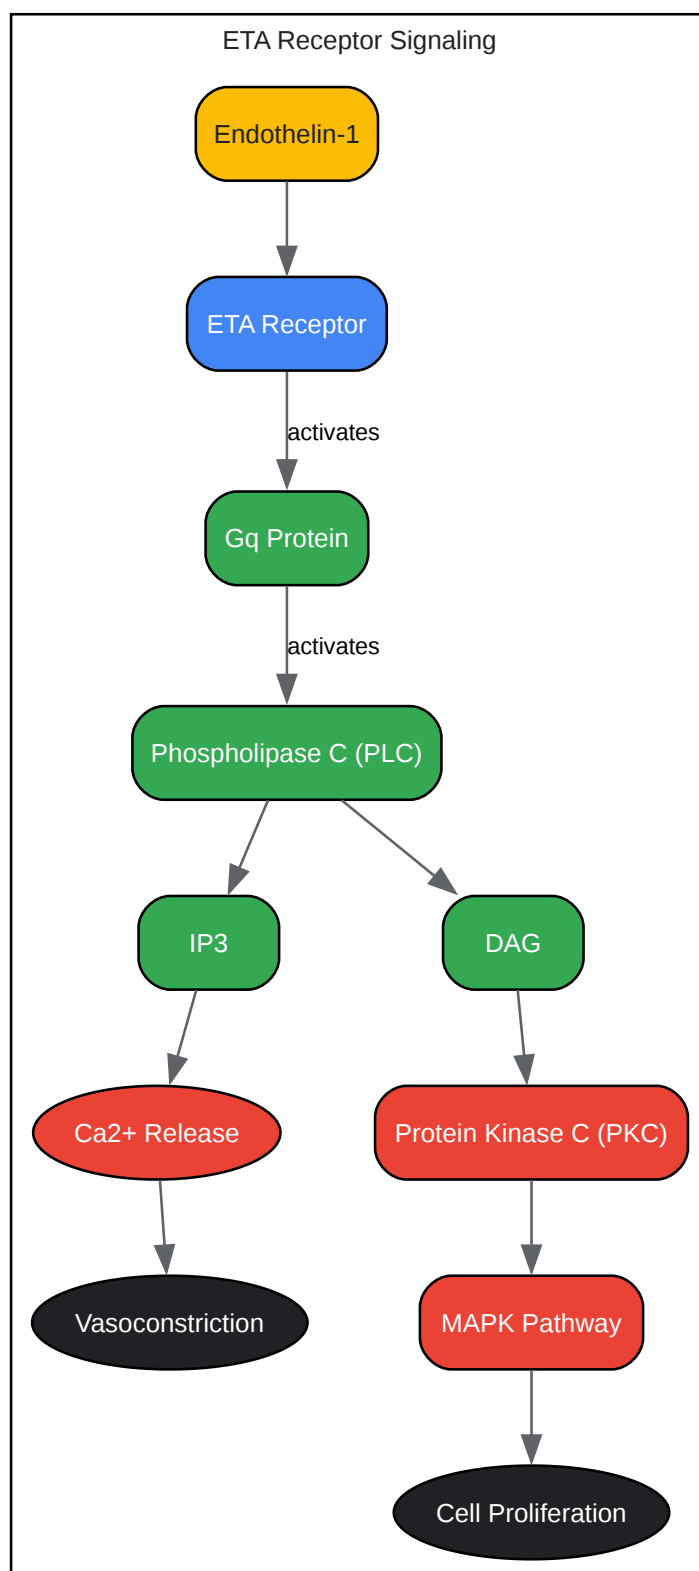 ETA Receptor Signaling
Endothelin-1
ETA Receptor
activates
Gq Protein
activates
Phospholipase C (PLC)
IP3
DAG
Ca2+ Release
Protein Kinase C (PKC)
Vasoconstriction
MAPK Pathway
Cell Proliferation